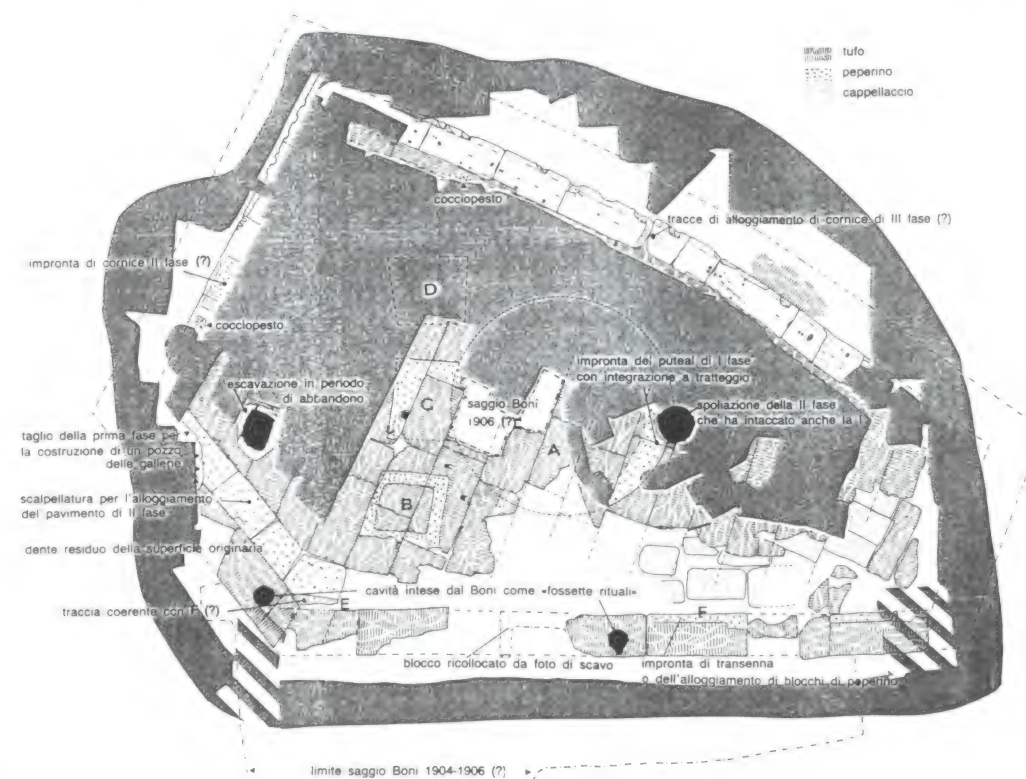 tufo
peperino
cappellaccio
cocciopesto
tracce di alloggiamento di cornice di III fase (?)
impronta di cornice II fase (?)
D
cocciopesto
impronta del puteal di I fase
con integrazione a tratteggio
escavazione in periodo
di abbandono
C
saggio Boni
1906 (?)
spoliazione della II fase
che ha intaccato anche la I
taglio della prima fase per
la costruzione di un pozzo
delle gallerie
A
scalpellatura per l'alloggiamento
del pavimento di II fase
B
dente residuo della superficie originaria
cavità intese dal Boni come «fossette rituali»
traccia coerente con F (?)
E
F
blocco ricollocato da foto di scavo
impronta di transenna
o dell'alloggiamento di blocchi di peperino
limite saggio Boni 1904-1906 (?)